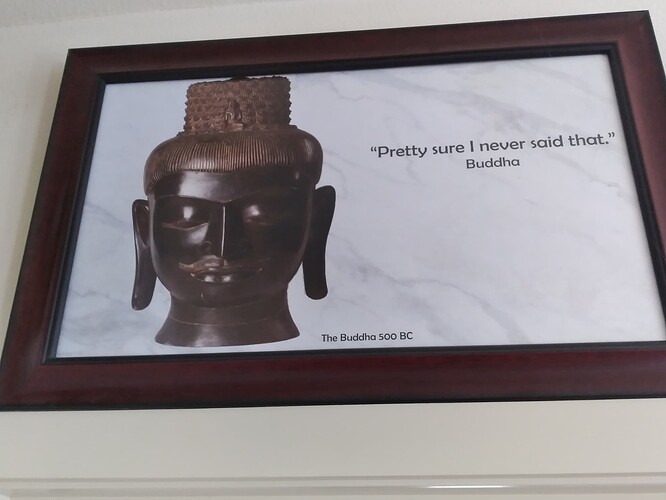 “Pretty sure I never said that.”
Buddha
The Buddha 500 BC